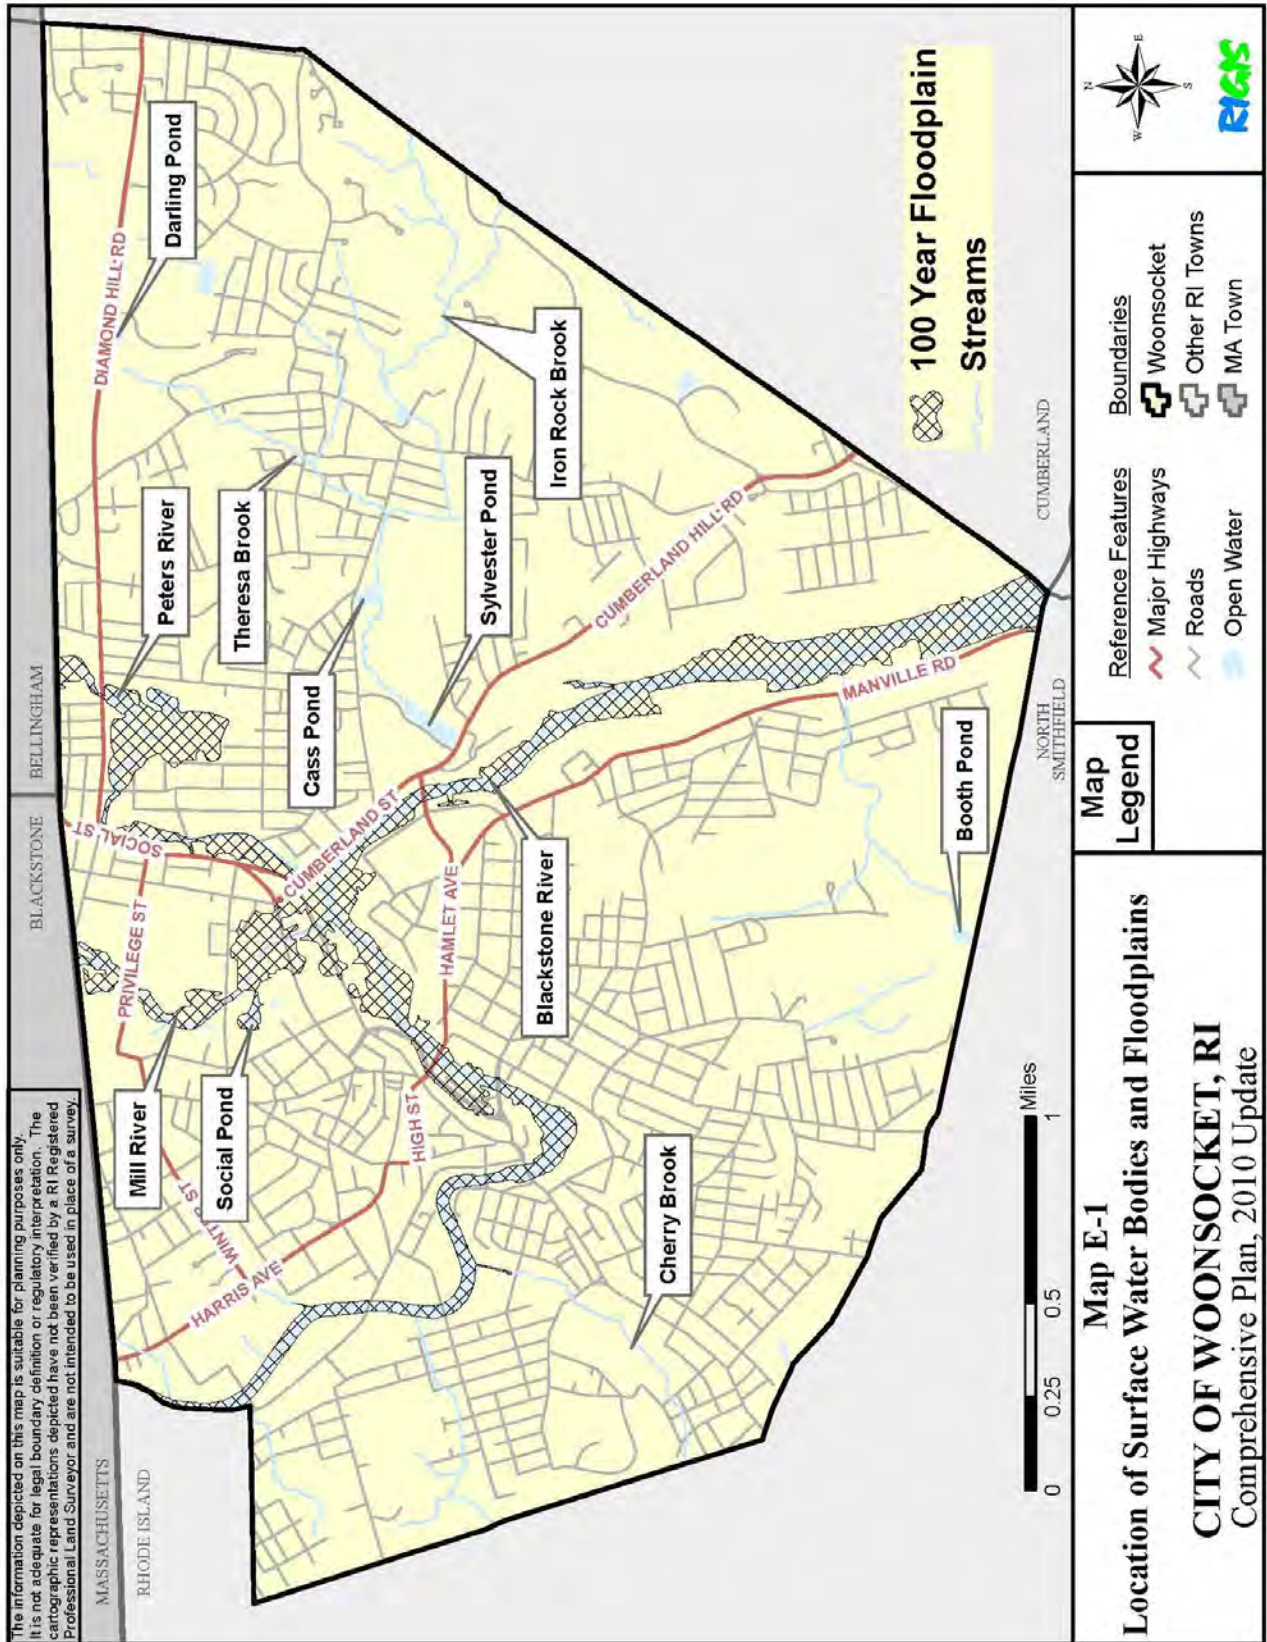 The information depicted on this map is suitable for planning purposes only.
It is not adequate for legal boundary definition or regulatory interpretation. The
cartographic representations depicted have not been verified by a RI Registered
Professional Land Surveyor and are not intended to be used in place of a survey.
MASSACHUSETTS
RHODE ISLAND
BLACKSTONE
BELLINGHAM
DIAMOND HILL RD
Darling Pond
SOCIAL ST
PRIVILEGE ST
Peters River
Mill River
WINTER ST
Social Pond
HARRIS AVE
Theresa Brook
Cass Pond
CUMBERLAND ST
HIGH ST
HAMLET AVE
Sylvester Pond
Iron Rock Brook
Blackstone River
CUMBERLAND HILL RD
Cherry Brook
MANVILLE RD
Booth Pond
100 Year Floodplain
Streams
NORTH
SMITHFIELD
CUMBERLAND
0 0.25 0.5 1 Miles
Map E-1
Location of Surface Water Bodies and Floodplains
CITY OF WOONSOCKET, RI
Comprehensive Plan, 2010 Update
Map
Legend
Reference Features
Major Highways
Roads
Open Water
Boundaries
Woonsocket
Other RI Towns
MA Town
N
W
E
S
RIGIS